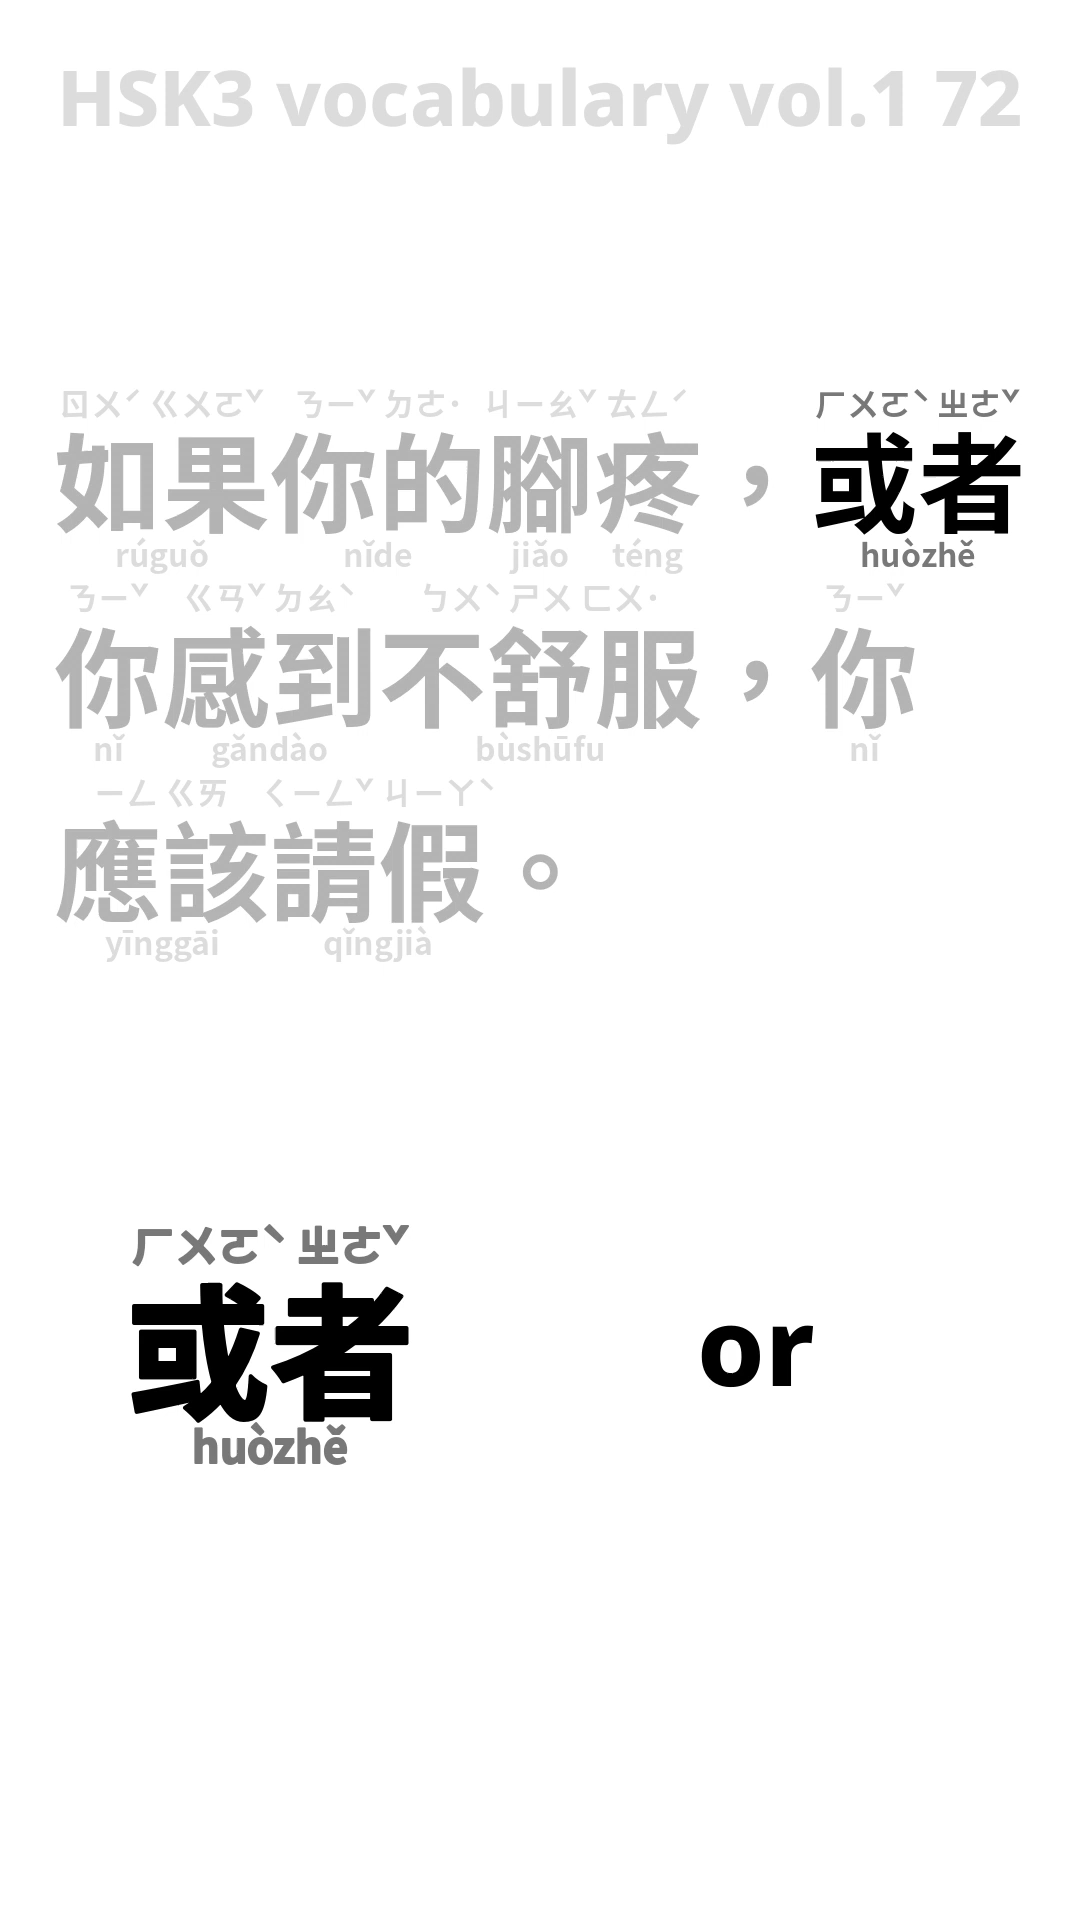 HSK3 vocabulary vol.1 72
ㄖㄨˊ ㄍㄨㄛˇ ㄋㄧˇ ㄉㄜ˙ ㄐㄧㄠˇ ㄊㄥˊ ㄏㄨㄛˋ ㄓㄜˇ
如果你的腳疼，或者
rúguǒ nǐde jiǎo téng huòzhě
ㄋㄧˇ ㄍㄢˇ ㄉㄠˋ ㄅㄨˋ ㄕㄨ ㄈㄨ˙ ㄋㄧˇ
你感到不舒服，你
nǐ gǎndào bùshūfu nǐ
ㄧㄥ ㄍㄞ ㄑㄧㄥˇ ㄐㄧㄚˋ
應該請假。
yīnggāi qǐngjià
ㄏㄨㄛˋ ㄓㄜˇ
或者 or
huòzhě